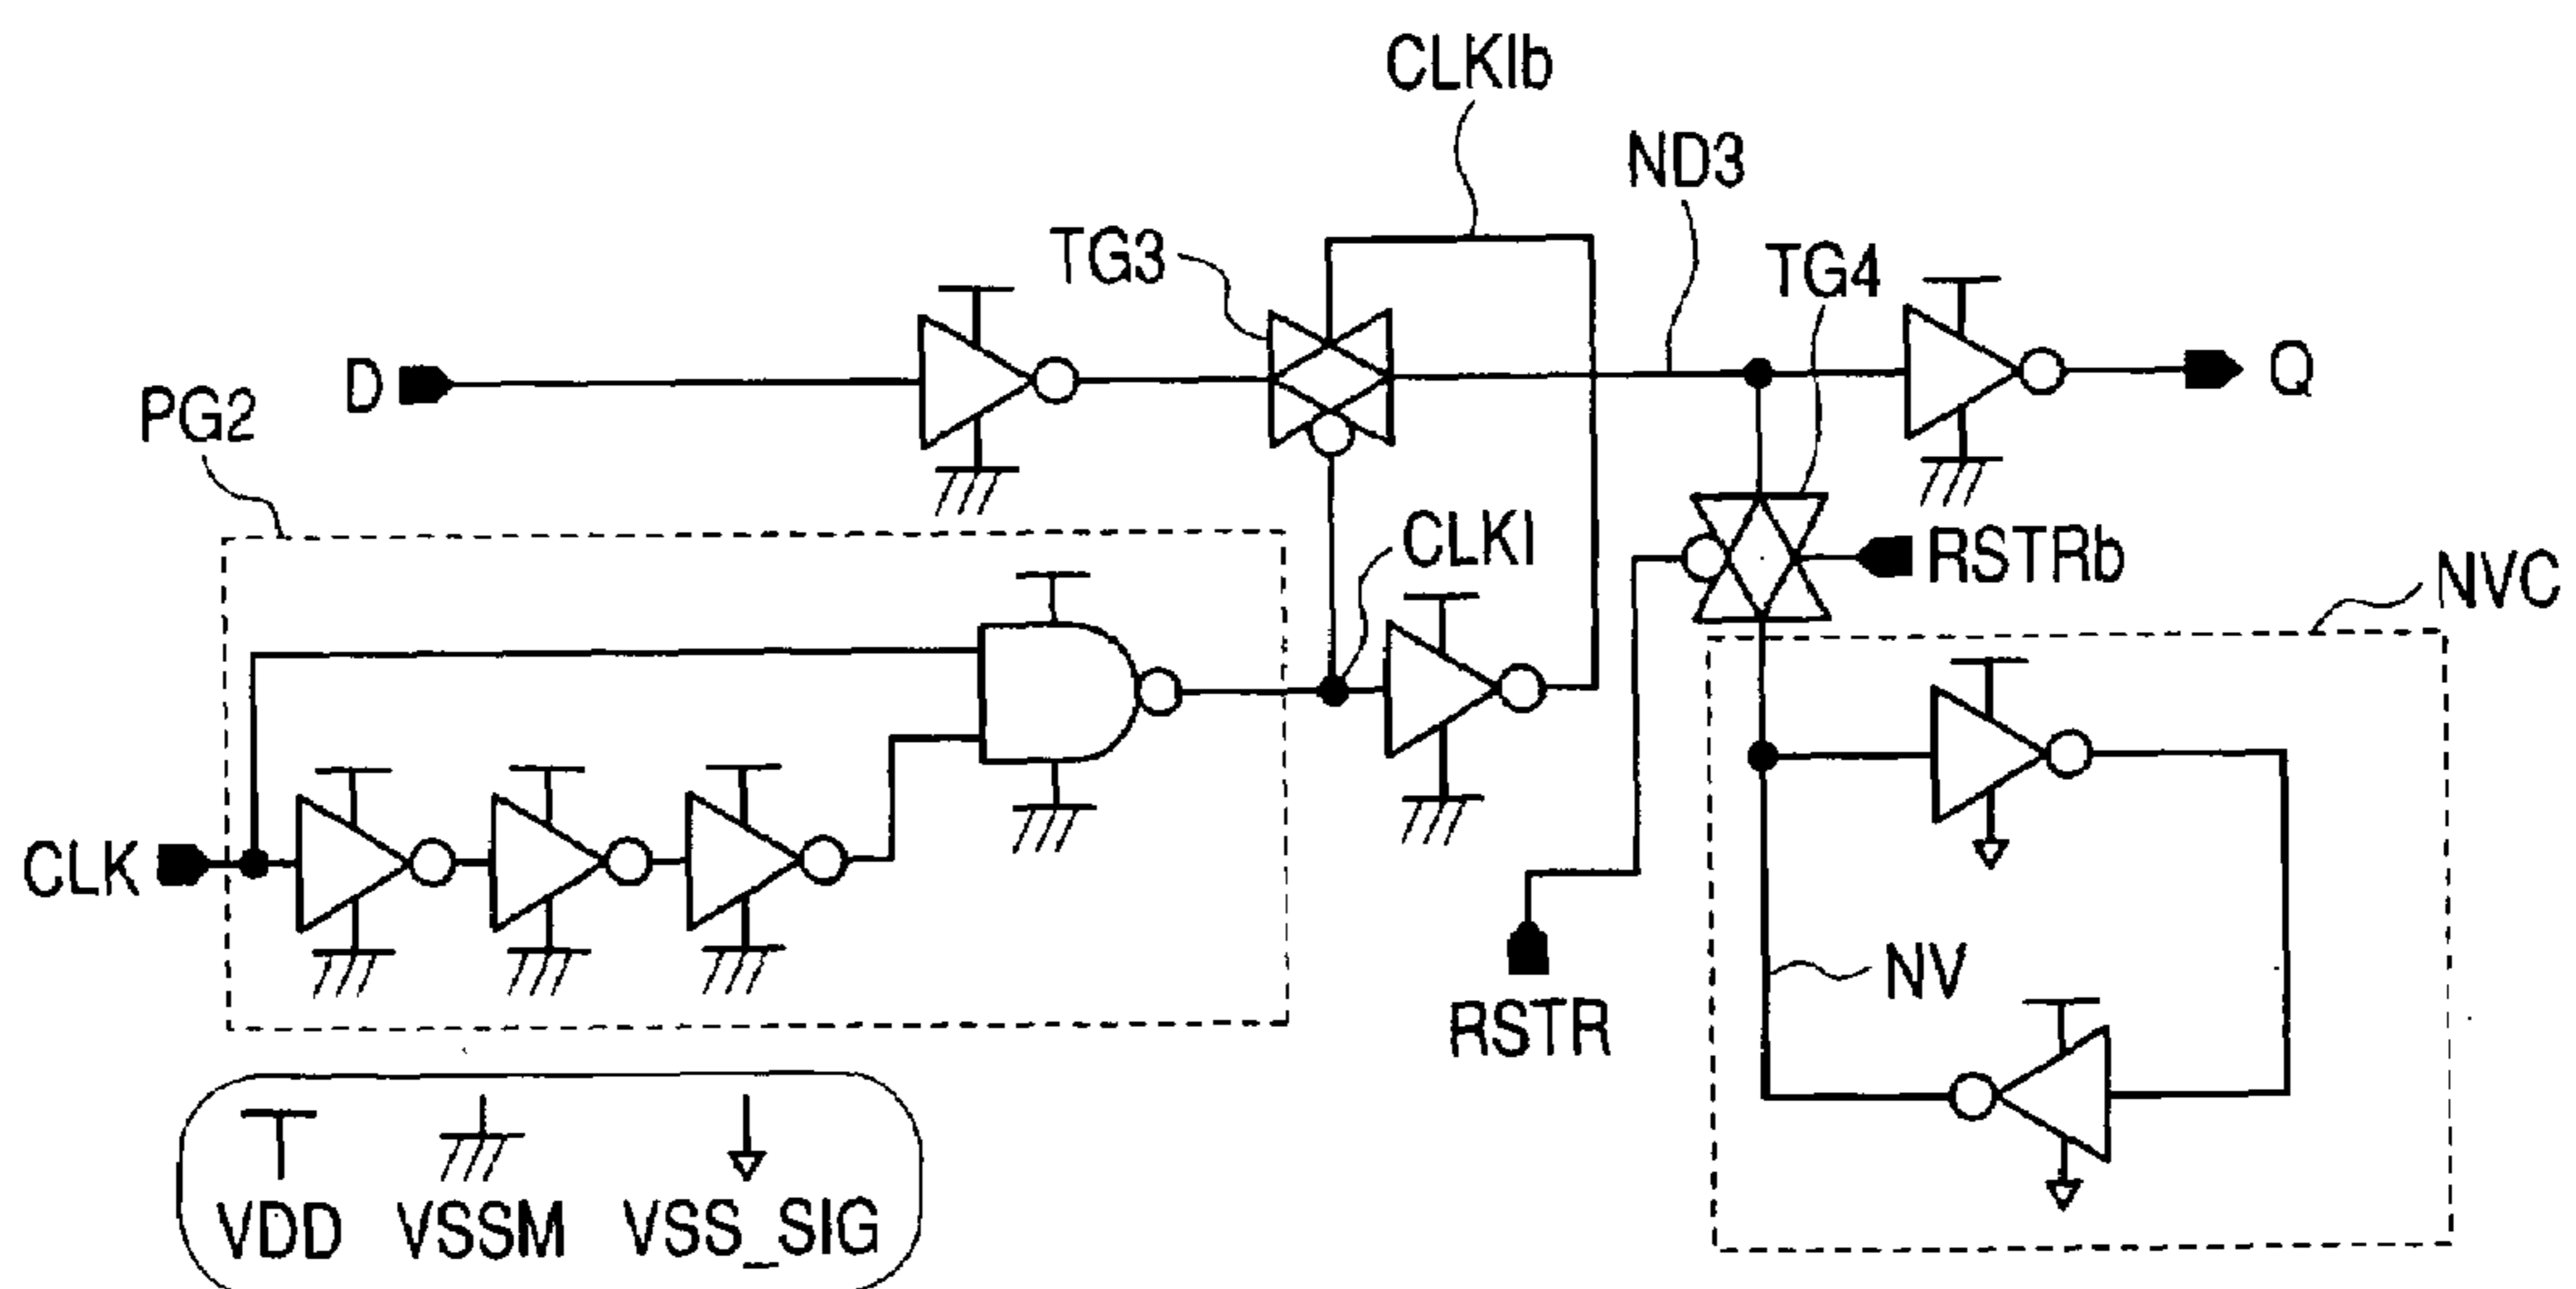 CLKIb
ND3
TG3
TG4
D
Q
PG2
CLKI
RSTRb
NVC
CLK
NV
RSTR
VDD
VSSM
VSS_SIG